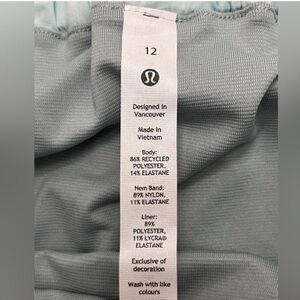 12
Designed in
Vancouver
Made in
Vietnam
Body:
86% RECYCLED
POLYESTER,
14% ELASTANE
Hem Band:
89% NYLON,
11% ELASTANE
Liner:
89%
POLYESTER,
11% LYCRA®
ELASTANE
Exclusive of
decoration
Wash with like
colours